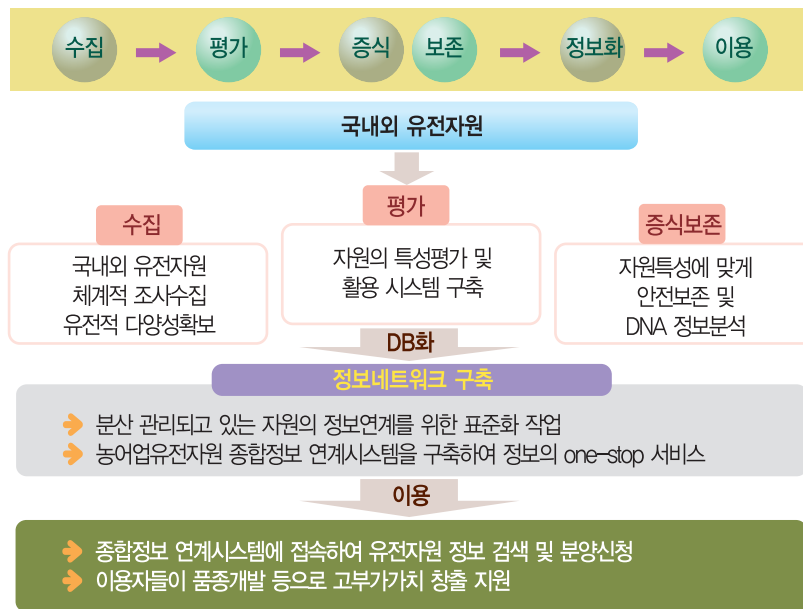 수집 평가 증식 보존 정보화 이용
국내외 유전자원
수집
국내외 유전자원
체계적 조사수집
유전적 다양성확보
평가
자원의 특성평가 및
활용 시스템 구축
증식보존
자원특성에 맞게
안전보존 및
DNA 정보분석
DB화
정보네트워크 구축
분산 관리되고 있는 자원의 정보연계를 위한 표준화 작업
농어업유전자원 종합정보 연계시스템을 구축하여 정보의 one-stop 서비스
이용
종합정보 연계시스템에 접속하여 유전자원 정보 검색 및 분양신청
이용자들이 품종개발 등으로 고부가가치 창출 지원